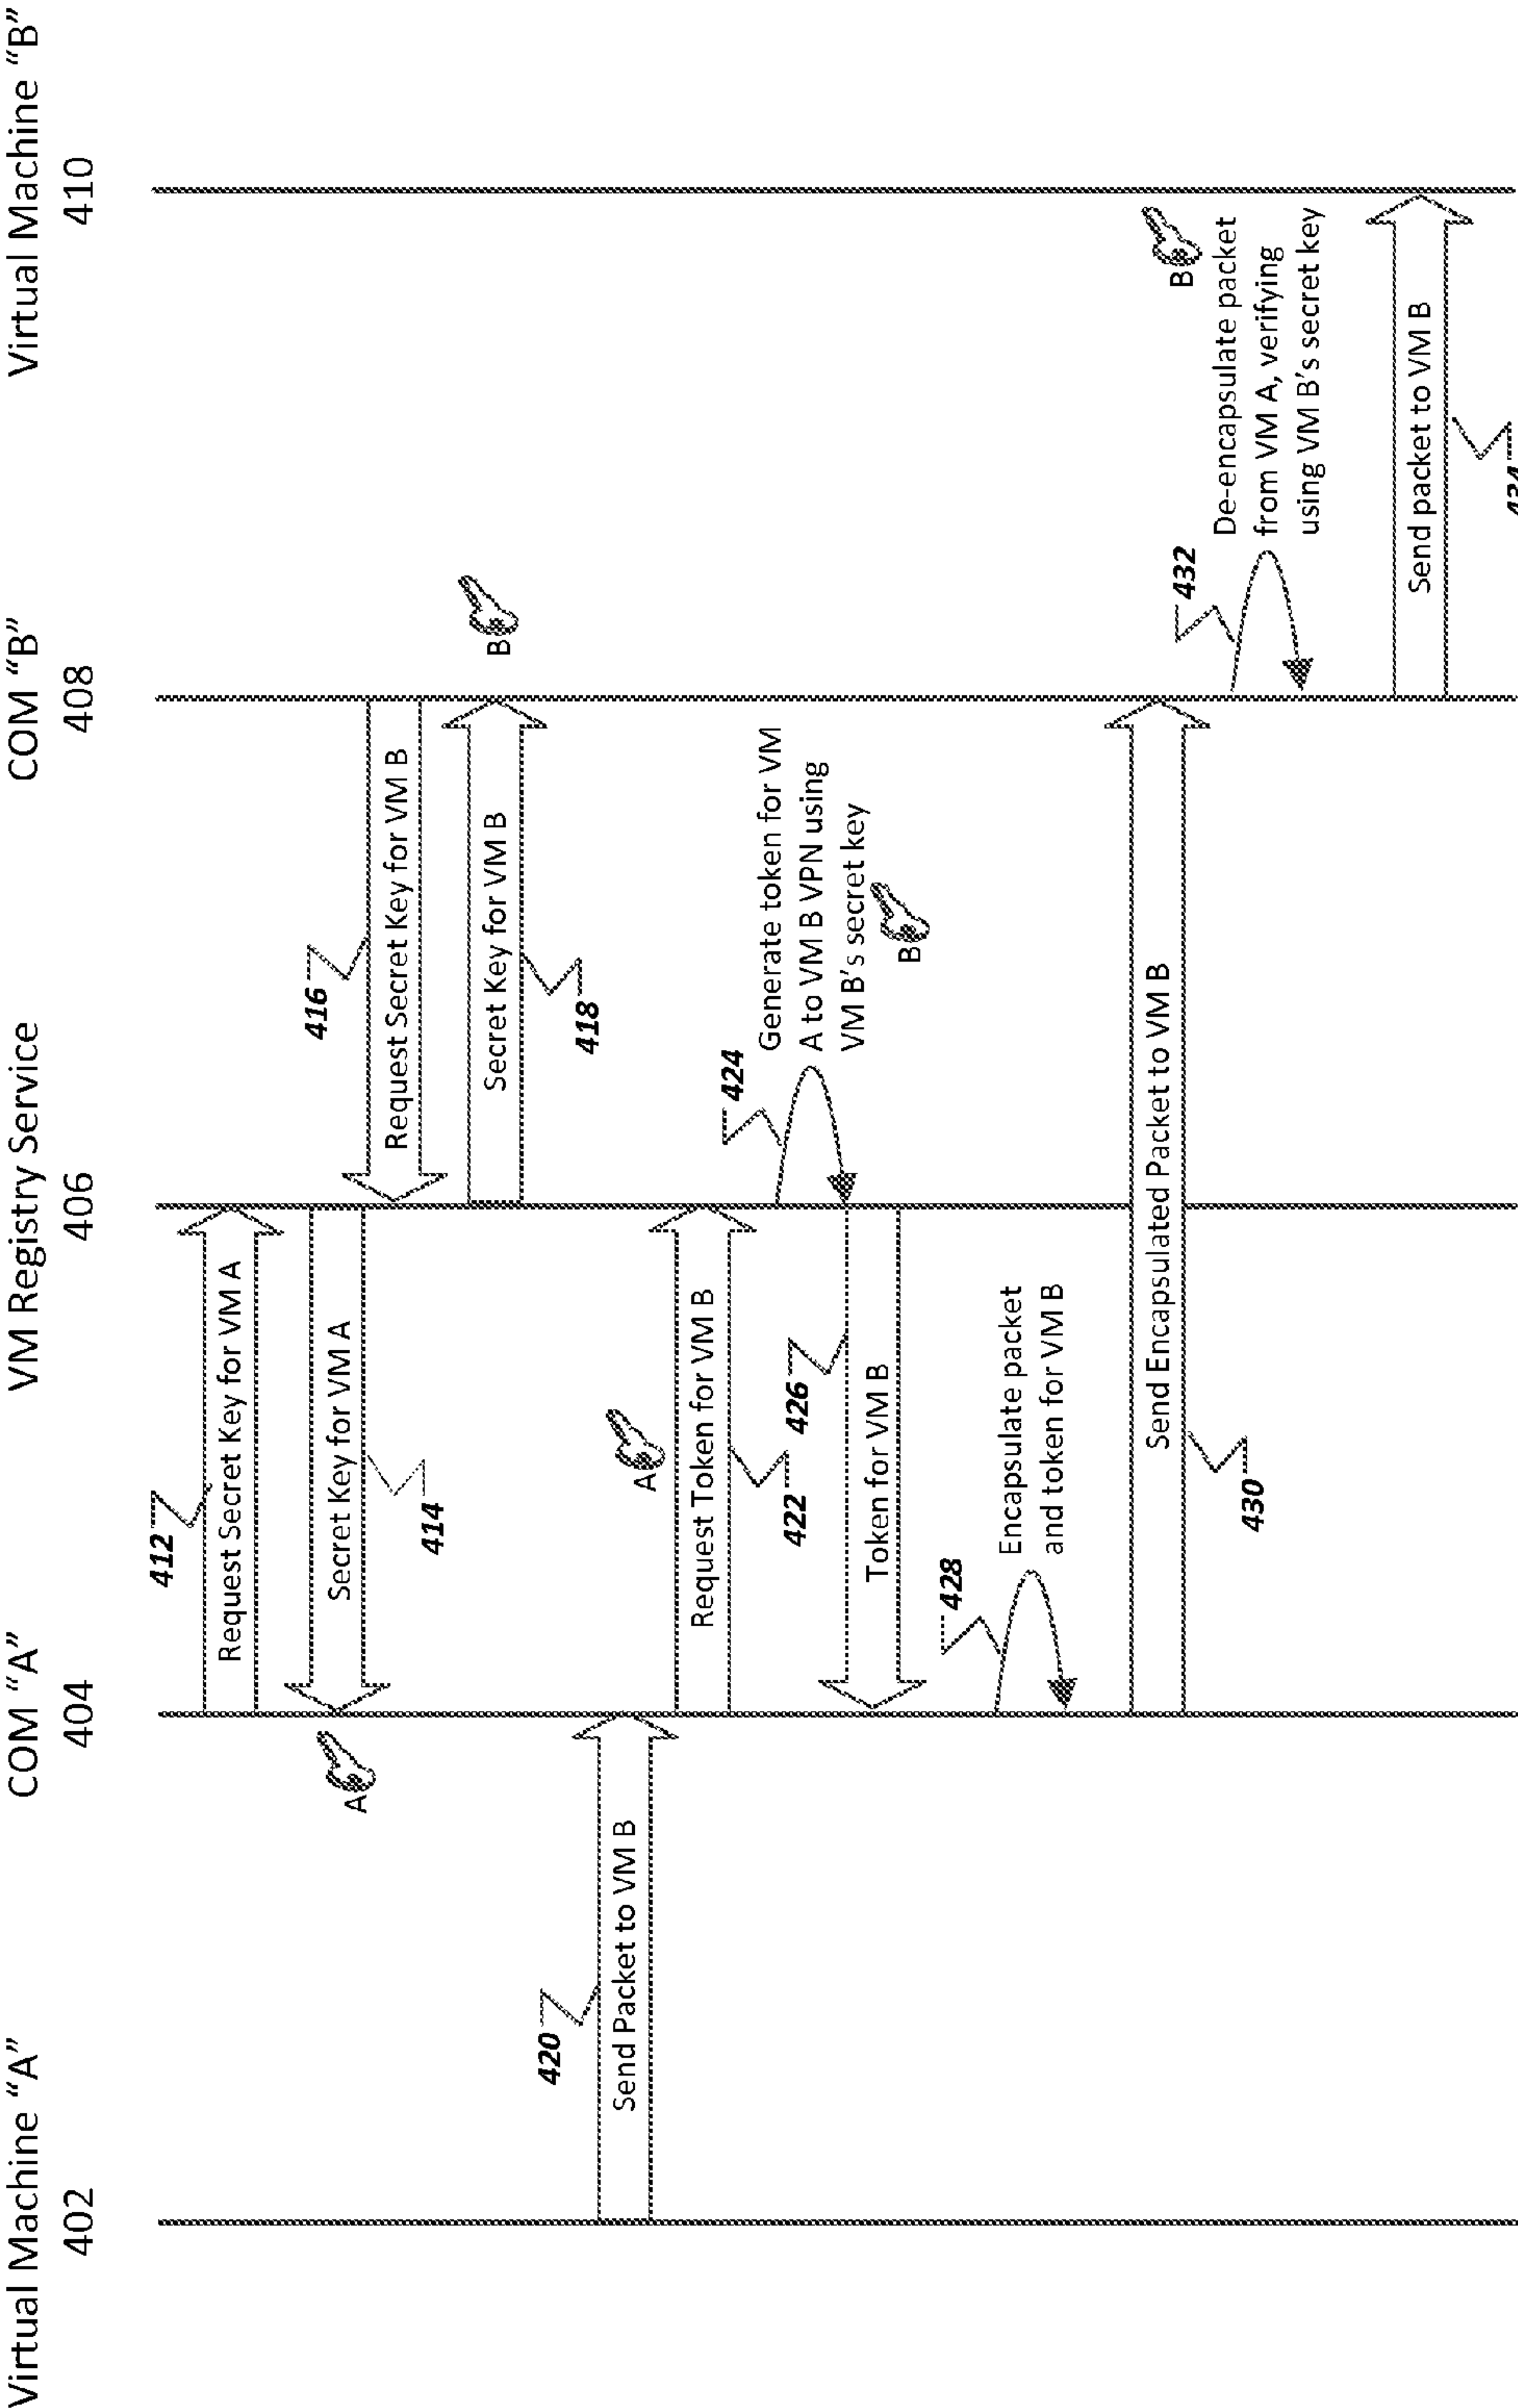 Virtual Machine “A”
402
COM “A”
404
VM Registry Service
406
COM “B”
408
Virtual Machine “B”
410
412
Request Secret Key for VM A
Secret Key for VM A
414
A
416
Request Secret Key for VM B
Secret Key for VM B
418
B
420
Send Packet to VM B
A
Request Token for VM B
422
424
Generate token for VM
A to VM B VPN using
VM B’s secret key
B
426
Token for VM B
428
Encapsulate packet
and token for VM B
Send Encapsulated Packet to VM B
430
B
432
De-encapsulate packet
from VM A, verifying
using VM B’s secret key
Send packet to VM B
434